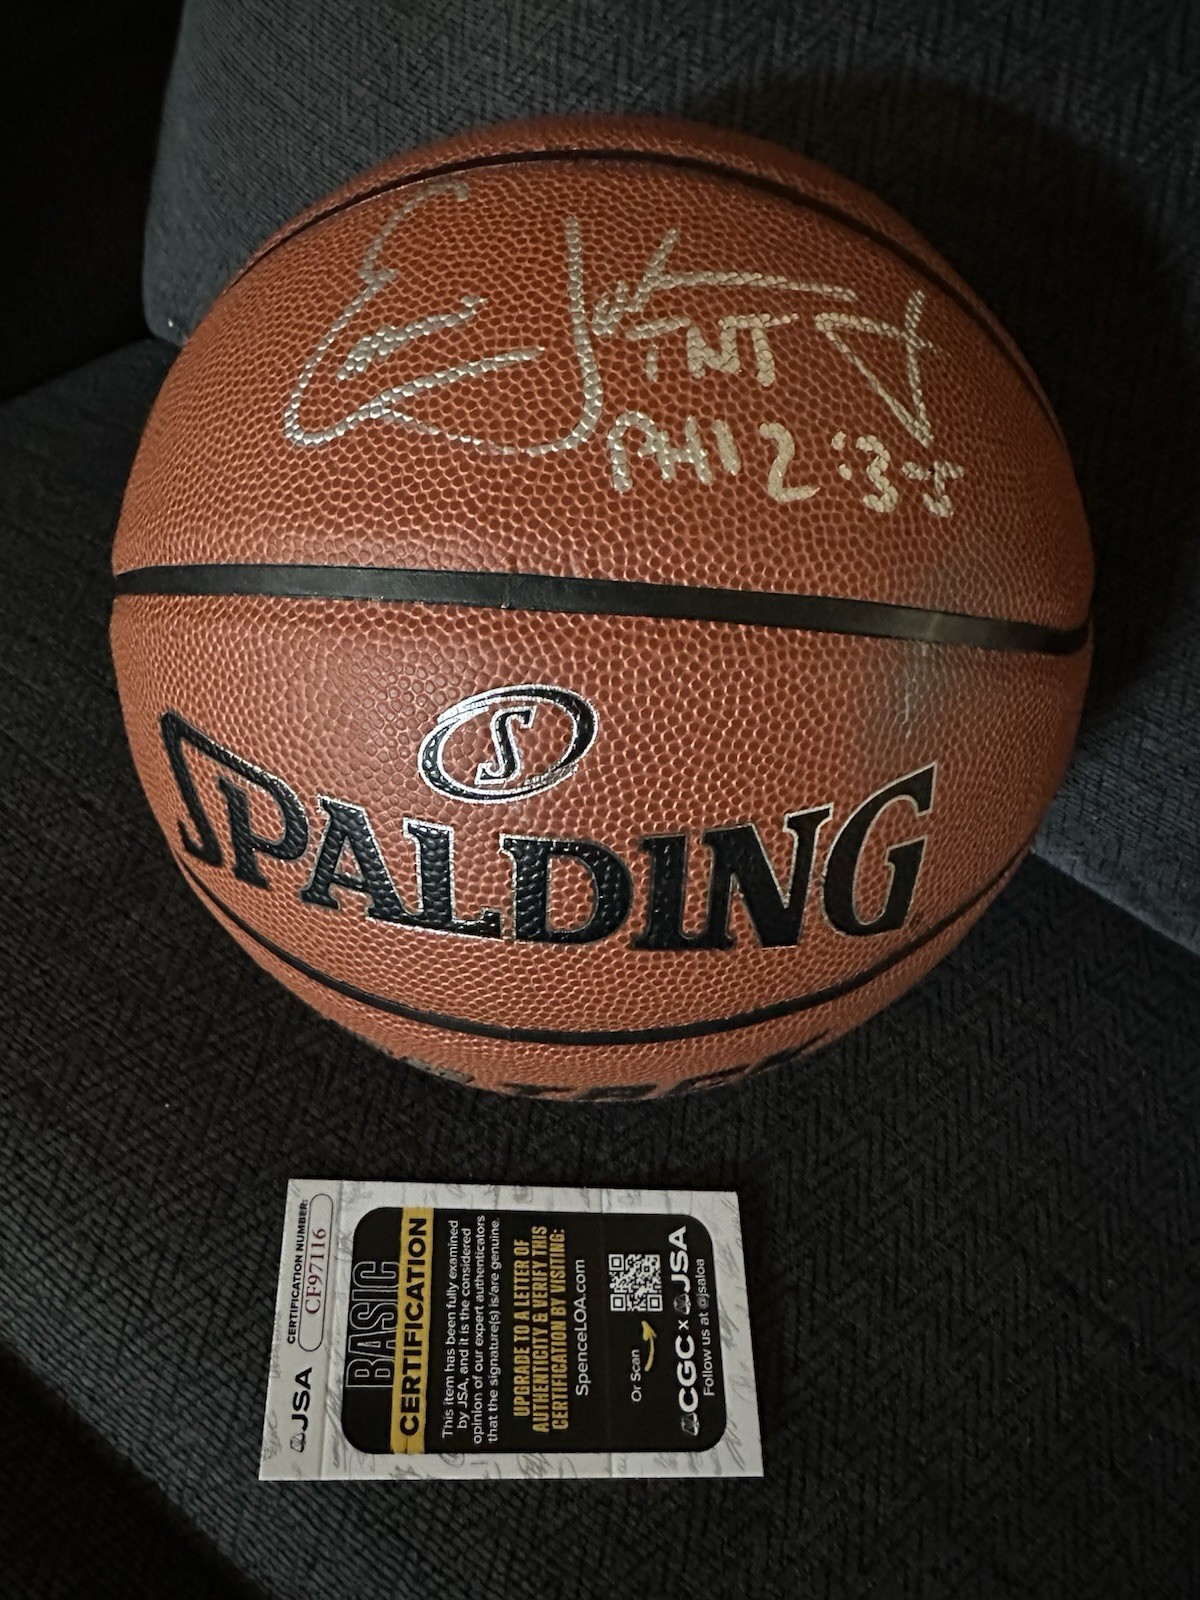 E Johnson
TNT
PHI 2:3-5
S
SPALDING
CERTIFICATION NUMBER:
CF97116
JSA
BASIC
CERTIFICATION
This item has been fully examined
by JSA, and it is the considered
opinion of our expert authenticators
that the signature(s) is/are genuine.
UPGRADE TO A LETTER OF
AUTHENTICITY & VERIFY THIS
CERTIFICATION BY VISITING:
SpenceLOA.com
Or Scan
CGC x JSA
Follow us at @jsaloa